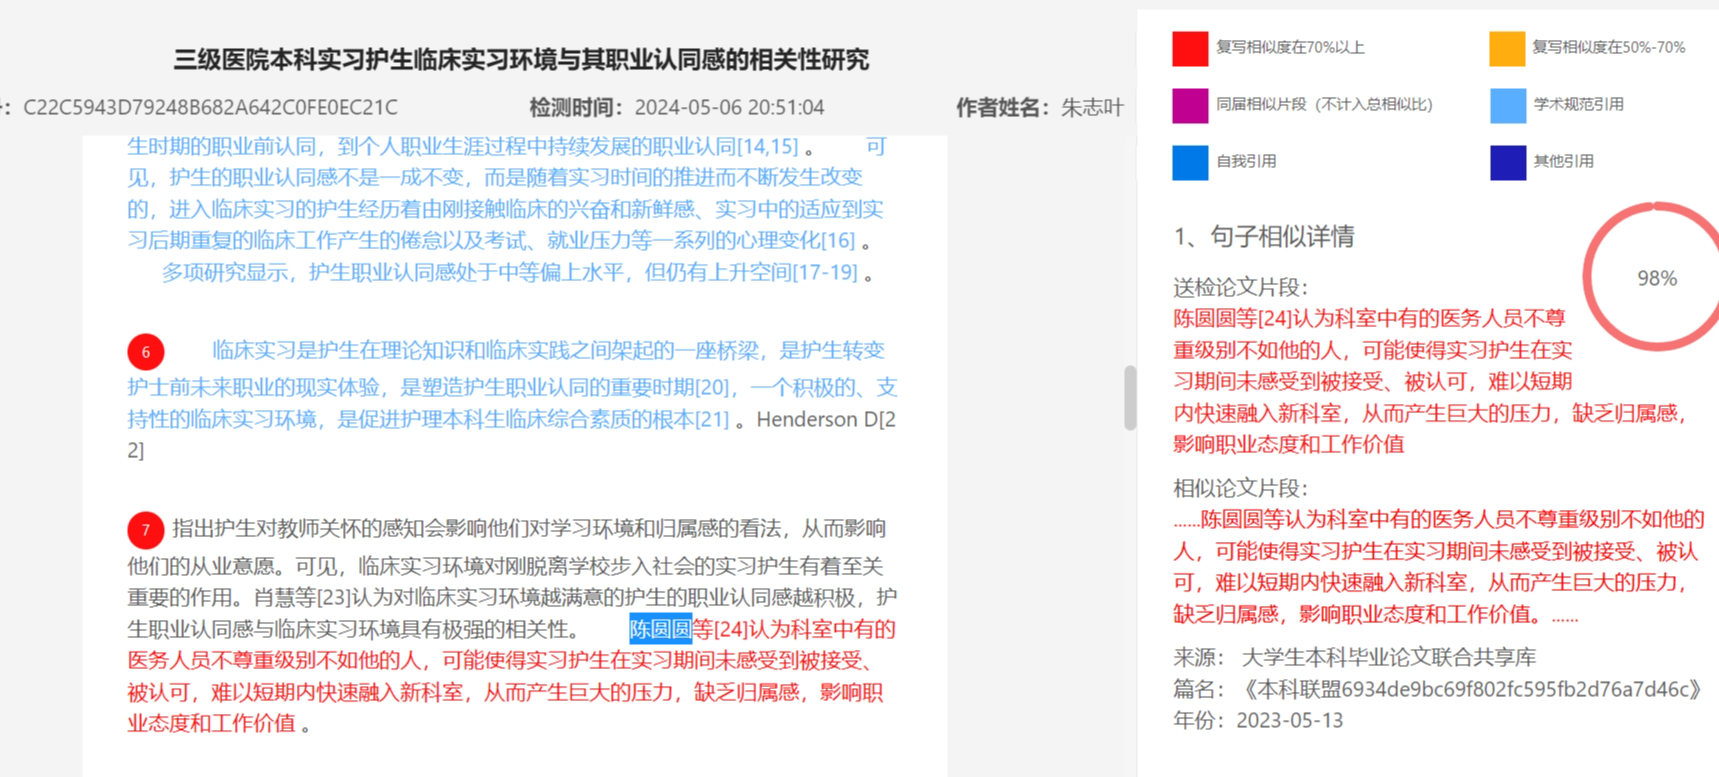 三级医院本科实习护生临床实习环境与其职业认同感的相关性研究
：C22C5943D79248B682A642C0FE0EC21C
检测时间：2024-05-06 20:51:04
作者姓名：朱志叶
生时期的职业前认同，到个人职业生涯过程中持续发展的职业认同[14,15] 。 可
见，护生的职业认同感不是一成不变，而是随着实习时间的推进而不断发生改变
的，进入临床实习的护生经历着由刚接触临床的兴奋和新鲜感、实习中的适应到实
习后期重复的临床工作产生的倦怠以及考试、就业压力等一系列的心理变化[16] 。
多项研究显示，护生职业认同感处于中等偏上水平，但仍有上升空间[17-19] 。
6 临床实习是护生在理论知识和临床实践之间架起的一座桥梁，是护生转变
护士前未来职业的现实体验，是塑造护生职业认同的重要时期[20]，一个积极的、支
持性的临床实习环境，是促进护理本科生临床综合素质的根本[21] 。Henderson D[2
2]
7 指出护生对教师关怀的感知会影响他们对学习环境和归属感的看法，从而影响
他们的从业意愿。可见，临床实习环境对刚脱离学校步入社会的实习护生有着至关
重要的作用。肖慧等[23]认为对临床实习环境越满意的护生的职业认同感越积极，护
生职业认同感与临床实习环境具有极强的相关性。 陈圆圆等[24]认为科室中有的
医务人员不尊重级别不如他的人，可能使得实习护生在实习期间未感受到被接受、
被认可，难以短期内快速融入新科室，从而产生巨大的压力，缺乏归属感，影响职
业态度和工作价值 。
复写相似度在70%以上
复写相似度在50%-70%
同届相似片段（不计入总相似比）
学术规范引用
自我引用
其他引用
1、句子相似详情
98%
送检论文片段：
陈圆圆等[24]认为科室中有的医务人员不尊
重级别不如他的人，可能使得实习护生在实
习期间未感受到被接受、被认可，难以短期
内快速融入新科室，从而产生巨大的压力，缺乏归属感，
影响职业态度和工作价值
相似论文片段：
......陈圆圆等认为科室中有的医务人员不尊重级别不如他的
人，可能使得实习护生在实习期间未感受到被接受、被认
可，难以短期内快速融入新科室，从而产生巨大的压力，
缺乏归属感，影响职业态度和工作价值。......
来源： 大学生本科毕业论文联合共享库
篇名：《本科联盟6934de9bc69f802fc595fb2d76a7d46c》
年份：2023-05-13